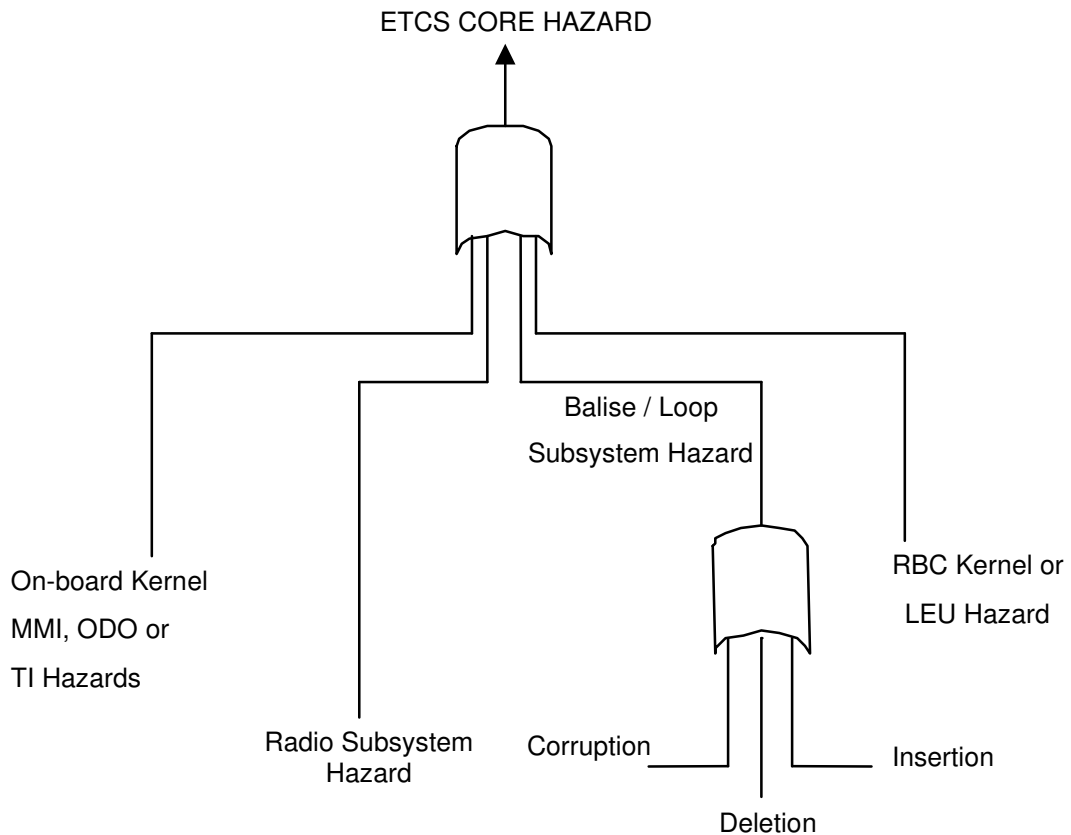 ETCS CORE HAZARD
Balise / Loop
Subsystem Hazard
On-board Kernel
MMI, ODO or
TI Hazards
RBC Kernel or
LEU Hazard
Radio Subsystem
Hazard
Corruption
Insertion
Deletion